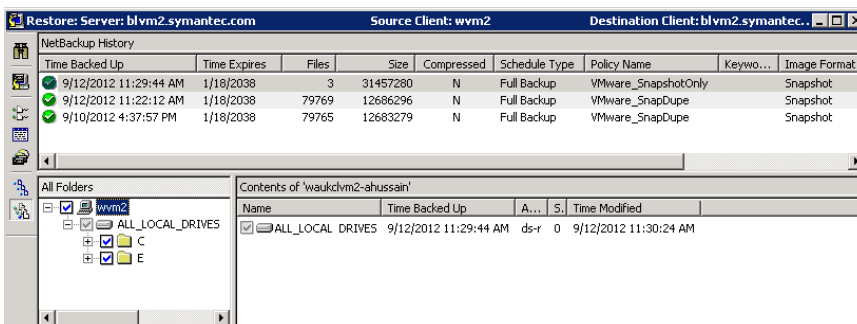 Restore: Server: blvm2.symantec.com Source Client: wvm2 Destination Client: blvm2.symantec..
NetBackup History
Time Backed Up Time Expires Files Size Compressed Schedule Type Policy Name Keywo... Image Format
9/12/2012 11:29:44 AM 1/18/2038 3 31457280 N Full Backup VMware_SnapshotOnly Snapshot
9/12/2012 11:22:12 AM 1/18/2038 79769 12686296 N Full Backup VMware_SnapDupe Snapshot
9/10/2012 4:37:57 PM 1/18/2038 79765 12683279 N Full Backup VMware_SnapDupe Snapshot
All Folders Contents of 'waukclvm2-ahussain'
wvm2
ALL_LOCAL_DRIVES
C
E
Name Time Backed Up A... S. Time Modified
ALL_LOCAL_DRIVES 9/12/2012 11:29:44 AM ds-r 0 9/12/2012 11:30:24 AM